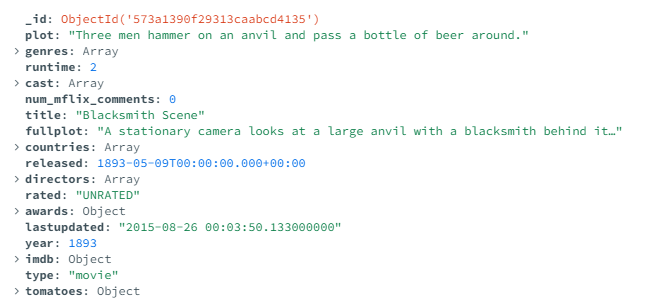 _id: ObjectId('573a1390f29313caabcd4135')
plot: "Three men hammer on an anvil and pass a bottle of beer around."
> genres: Array
runtime: 2
> cast: Array
num_mflix_comments: 0
title: "Blacksmith Scene"
fullplot: "A stationary camera looks at a large anvil with a blacksmith behind it…"
> countries: Array
released: 1893-05-09T00:00:00.000+00:00
> directors: Array
rated: "UNRATED"
> awards: Object
lastupdated: "2015-08-26 00:03:50.133000000"
year: 1893
> imdb: Object
type: "movie"
> tomatoes: Object